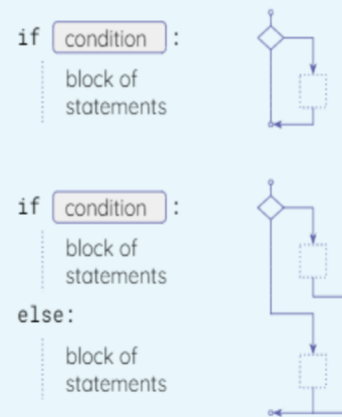 if condition :
block of
statements
if condition :
block of
statements
else:
block of
statements